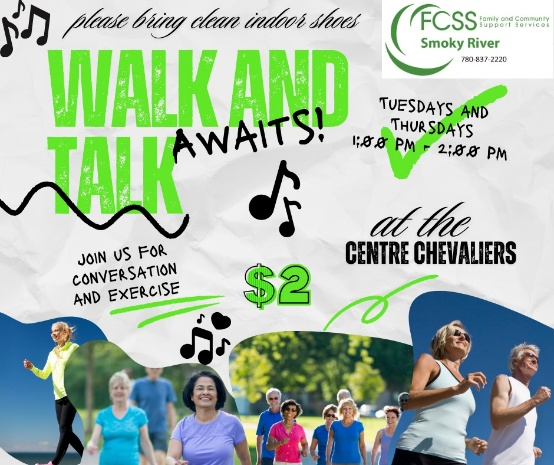 please bring clean indoor shoes
FCSS Family and Community
Support Services
Smoky River
780-837-2220
WALK AND
AWAITS!
TALK
TUESDAYS AND
THURSDAYS
1:00 PM - 2:00 PM
at the
CENTRE CHEVALIERS
JOIN US FOR
CONVERSATION
AND EXERCISE
$2